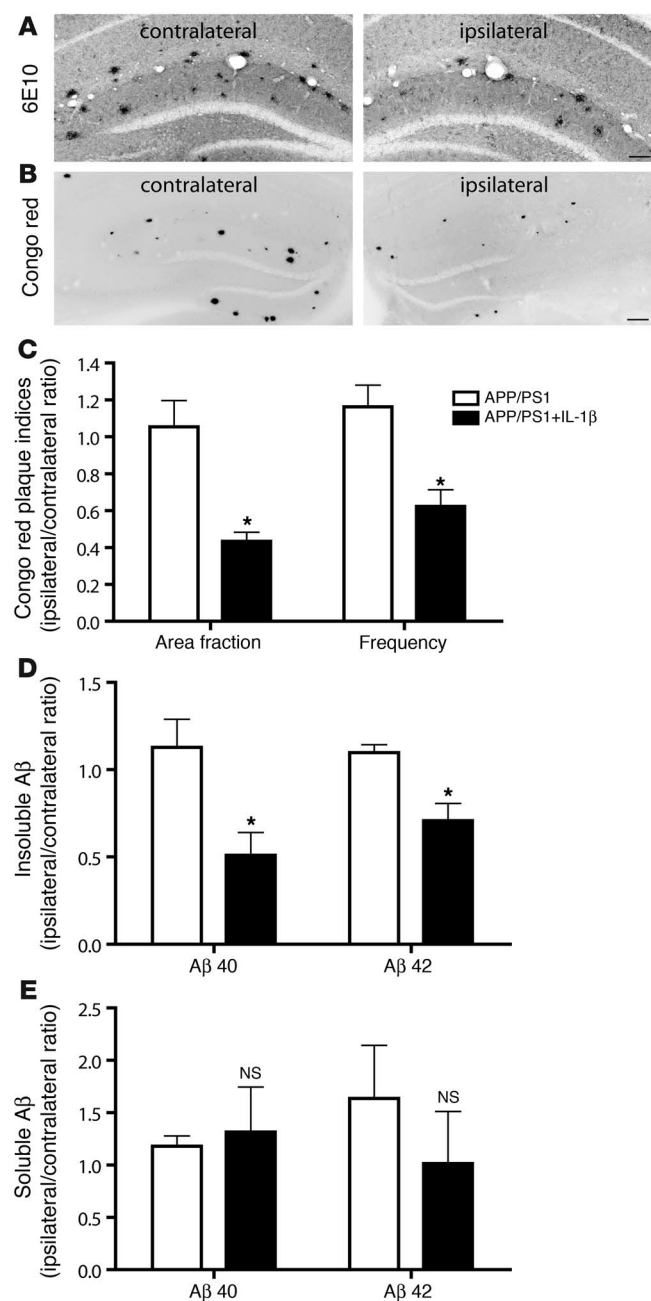 A
6E10
contralateral
ipsilateral
B
Congo red
contralateral
ipsilateral
C
Congo red plaque indices
(ipsilateral/contralateral ratio)
1.4
1.2
1.0
0.8
0.6
0.4
0.2
0.0
*
*
APP/PS1
APP/PS1+IL-1β
Area fraction
Frequency
D
Insoluble Aβ
(ipsilateral/contralateral ratio)
1.5
1.0
0.5
0.0
*
*
Aβ 40
Aβ 42
E
Soluble Aβ
(ipsilateral/contralateral ratio)
2.5
2.0
1.5
1.0
0.5
0.0
NS
NS
Aβ 40
Aβ 42